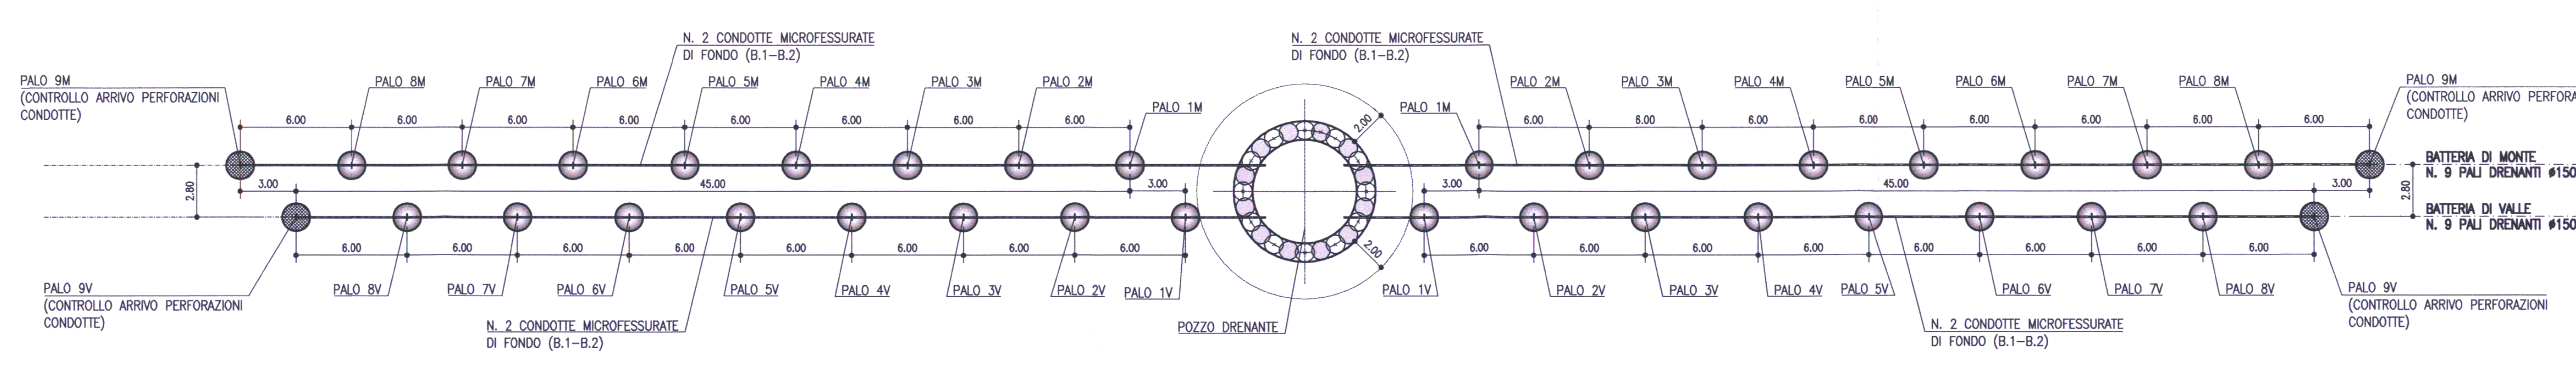 N. 2 CONDOTTE MICROFESSURATE
DI FONDO (B.1-B.2)
N. 2 CONDOTTE MICROFESSURATE
DI FONDO (B.1-B.2)
PALO 9M
(CONTROLLO ARRIVO PERFORAZIONI
CONDOTTE)
PALO 8M
PALO 7M
PALO 6M
PALO 5M
PALO 4M
PALO 3M
PALO 2M
PALO 1M
PALO 1M
PALO 2M
PALO 3M
PALO 4M
PALO 5M
PALO 6M
PALO 7M
PALO 8M
PALO 9M
(CONTROLLO ARRIVO PERFORA
CONDOTTE)
6.00 6.00 6.00 6.00 6.00 6.00 6.00 6.00
2.00
6.00 6.00 6.00 6.00 6.00 6.00 6.00 6.00
BATTERIA DI MONTE
N. 9 PALI DRENANTI ø150
2.80
3.00 45.00 3.00
3.00 45.00 3.00
2.80
BATTERIA DI VALLE
N. 9 PALI DRENANTI ø150
6.00 6.00 6.00 6.00 6.00 6.00 6.00 6.00
2.00
6.00 6.00 6.00 6.00 6.00 6.00 6.00 6.00
PALO 9V
(CONTROLLO ARRIVO PERFORAZIONI
CONDOTTE)
PALO 8V
PALO 7V
PALO 6V
PALO 5V
PALO 4V
PALO 3V
PALO 2V
PALO 1V
PALO 1V
PALO 2V
PALO 3V
PALO 4V
PALO 5V
PALO 6V
PALO 7V
PALO 8V
PALO 9V
(CONTROLLO ARRIVO PERFORAZIONI
CONDOTTE)
N. 2 CONDOTTE MICROFESSURATE
DI FONDO (B.1-B.2)
POZZO DRENANTE
N. 2 CONDOTTE MICROFESSURATE
DI FONDO (B.1-B.2)